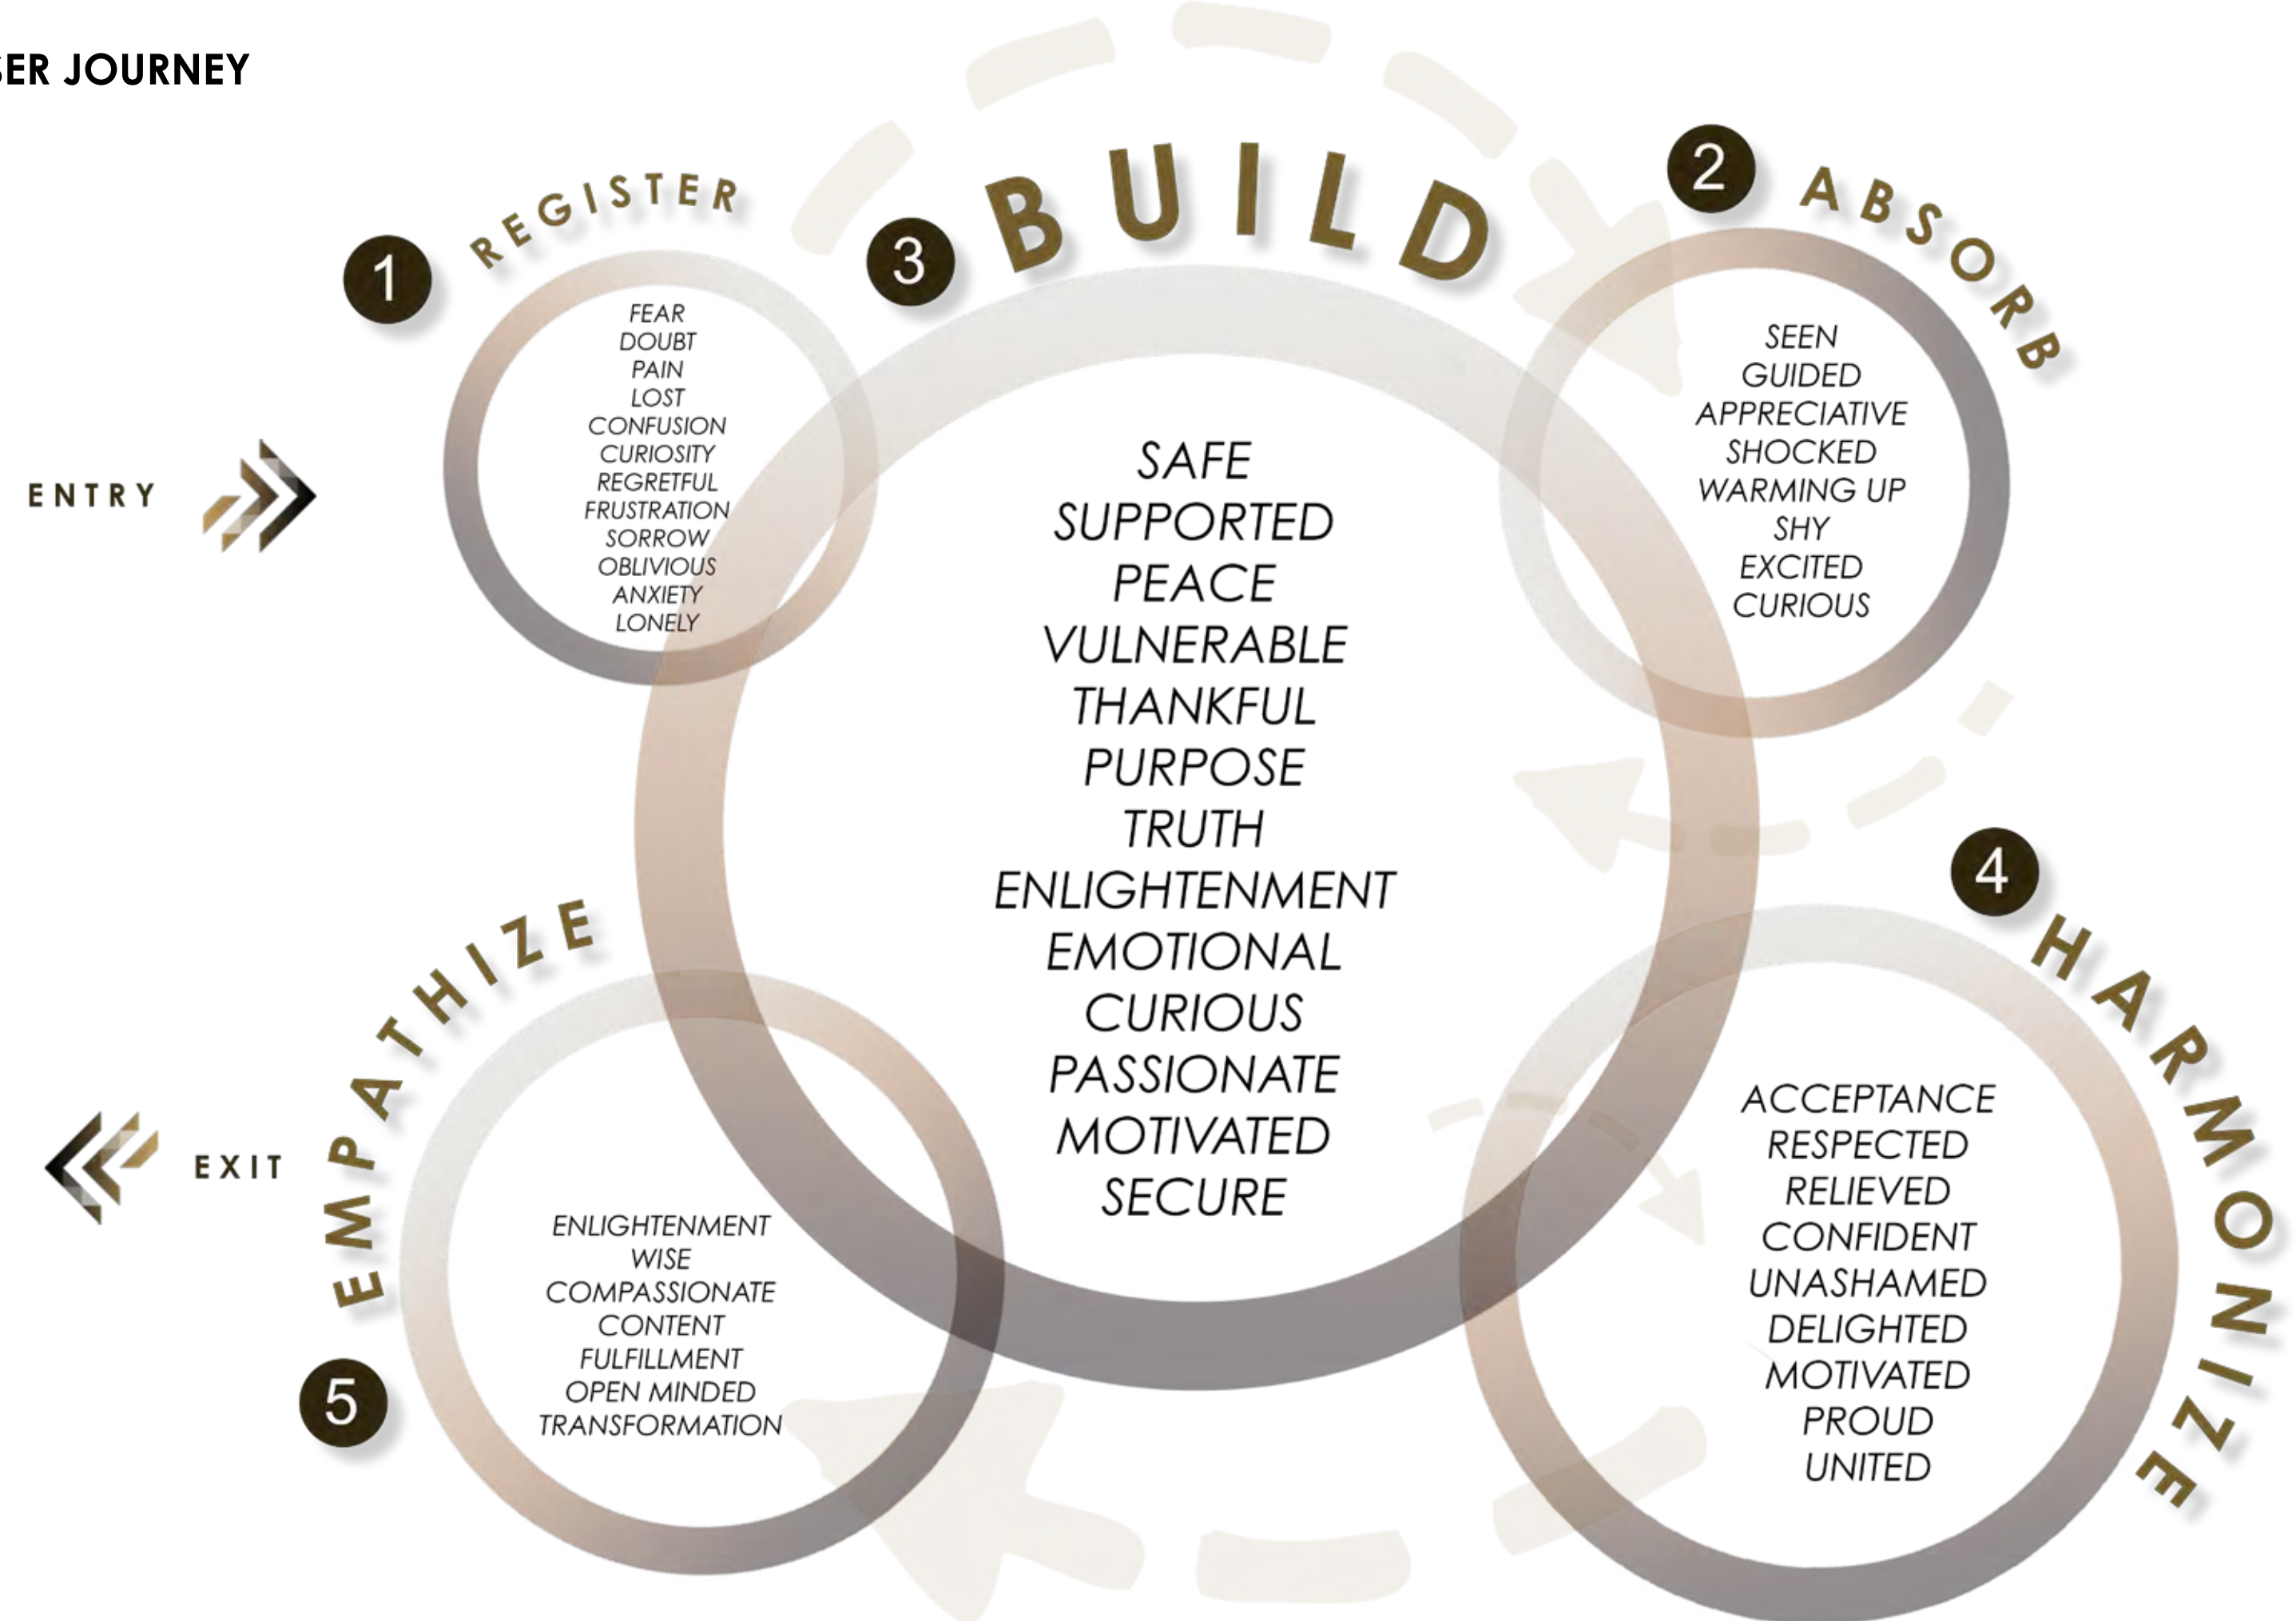 SER JOURNEY
ENTRY
1
REGISTER
FEAR
DOUBT
PAIN
LOST
CONFUSION
CURIOSITY
REGRETFUL
FRUSTRATION
SORROW
OBLIVIOUS
ANXIETY
LONELY
2
ABSORB
SEEN
GUIDED
APPRECIATIVE
SHOCKED
WARMING UP
SHY
EXCITED
CURIOUS
3
BUILD
SAFE
SUPPORTED
PEACE
VULNERABLE
THANKFUL
PURPOSE
TRUTH
ENLIGHTENMENT
EMOTIONAL
CURIOUS
PASSIONATE
MOTIVATED
SECURE
4
HARMONIZE
ACCEPTANCE
RESPECTED
RELIEVED
CONFIDENT
UNASHAMED
DELIGHTED
MOTIVATED
PROUD
UNITED
5
EMPATHIZE
ENLIGHTENMENT
WISE
COMPASSIONATE
CONTENT
FULFILLMENT
OPEN MINDED
TRANSFORMATION
EXIT